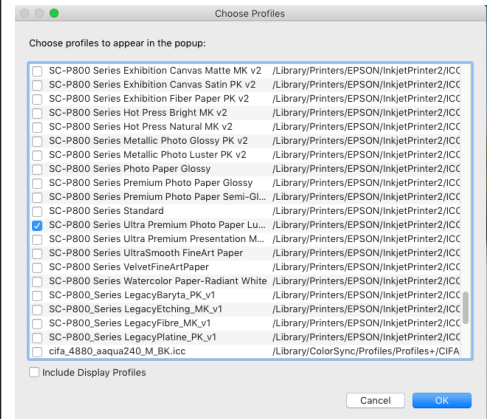 Choose Profiles
Choose profiles to appear in the popup:
SC-P800 Series Exhibition Canvas Matte MK v2 /Library/Printers/EPSON/InkjetPrinter2/ICC
SC-P800 Series Exhibition Canvas Satin PK v2 /Library/Printers/EPSON/InkjetPrinter2/ICC
SC-P800 Series Exhibition Fiber Paper PK v2 /Library/Printers/EPSON/InkjetPrinter2/ICC
SC-P800 Series Hot Press Bright MK v2 /Library/Printers/EPSON/InkjetPrinter2/ICC
SC-P800 Series Hot Press Natural MK v2 /Library/Printers/EPSON/InkjetPrinter2/ICC
SC-P800 Series Metallic Photo Glossy PK v2 /Library/Printers/EPSON/InkjetPrinter2/ICC
SC-P800 Series Metallic Photo Luster PK v2 /Library/Printers/EPSON/InkjetPrinter2/ICC
SC-P800 Series Photo Paper Glossy /Library/Printers/EPSON/InkjetPrinter2/ICC
SC-P800 Series Premium Photo Paper Glossy /Library/Printers/EPSON/InkjetPrinter2/ICC
SC-P800 Series Premium Photo Paper Semi-Gl... /Library/Printers/EPSON/InkjetPrinter2/ICC
SC-P800 Series Standard /Library/Printers/EPSON/InkjetPrinter2/ICC
SC-P800 Series Ultra Premium Photo Paper Lu... /Library/Printers/EPSON/InkjetPrinter2/ICC
SC-P800 Series Ultra Premium Presentation M... /Library/Printers/EPSON/InkjetPrinter2/ICC
SC-P800 Series UltraSmooth FineArt Paper /Library/Printers/EPSON/InkjetPrinter2/ICC
SC-P800 Series VelvetFineArtPaper /Library/Printers/EPSON/InkjetPrinter2/ICC
SC-P800 Series Watercolor Paper-Radiant White /Library/Printers/EPSON/InkjetPrinter2/ICC
SC-P800_Series LegacyBaryta_PK_v1 /Library/Printers/EPSON/InkjetPrinter2/ICC
SC-P800_Series LegacyEtching_MK_v1 /Library/Printers/EPSON/InkjetPrinter2/ICC
SC-P800_Series LegacyFibre_MK_v1 /Library/Printers/EPSON/InkjetPrinter2/ICC
SC-P800_Series LegacyPlatine_PK_v1 /Library/Printers/EPSON/InkjetPrinter2/ICC
cifa_4880_aaqua240_M_BK.icc /Library/ColorSync/Profiles/Profiles+/CIFA
Include Display Profiles
Cancel OK